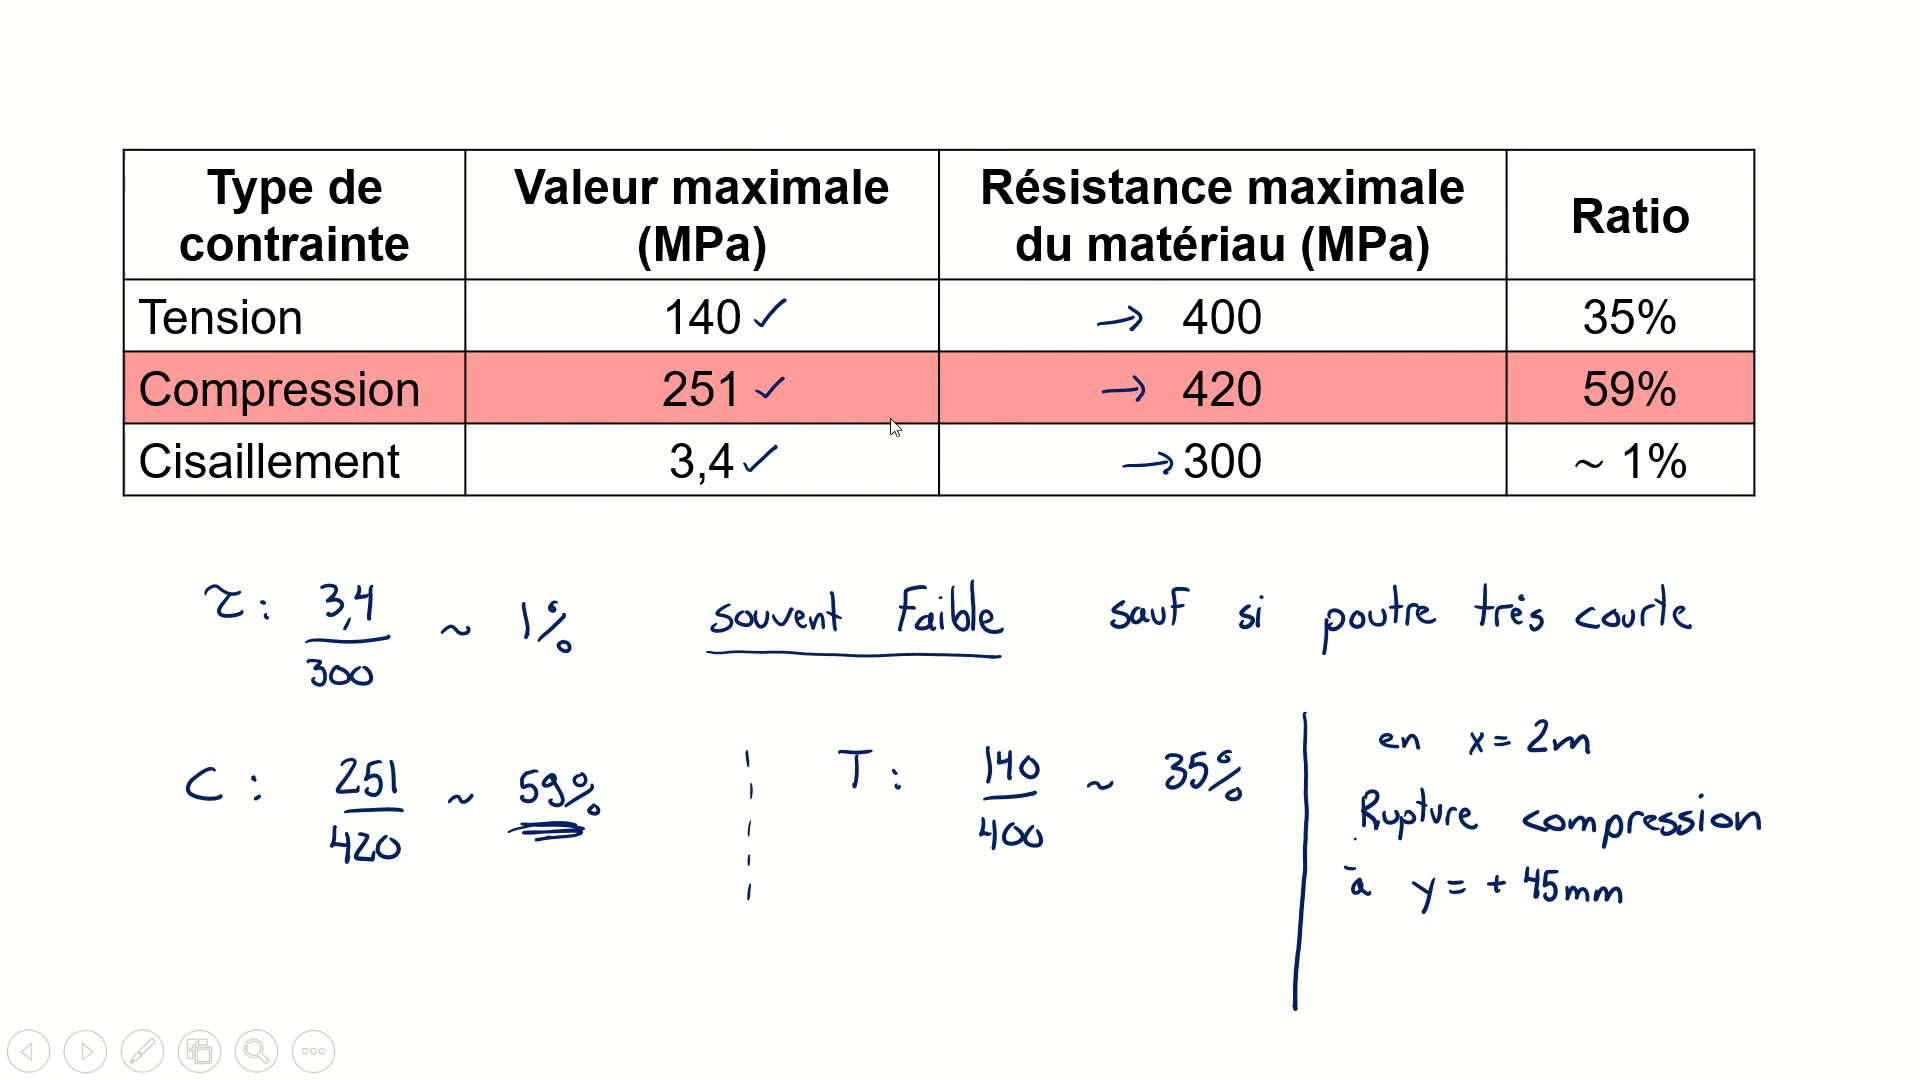 Type de contrainte Valeur maximale (MPa) Résistance maximale du matériau (MPa) Ratio
Tension 140 ✓ → 400 35%
Compression 251 ✓ → 420 59%
Cisaillement 3,4 ✓ → 300 ~ 1%
τ : 3,4/300 ~ 1% souvent faible sauf si poutre très courte
C : 251/420 ~ 59% T : 140/400 ~ 35%
en x = 2m
Rupture compression
à y = + 45mm